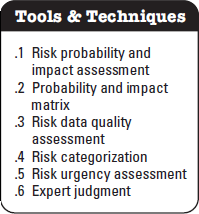 Tools & Techniques
.1 Risk probability and
impact assessment
.2 Probability and impact
matrix
.3 Risk data quality
assessment
.4 Risk categorization
.5 Risk urgency assessment
.6 Expert judgment